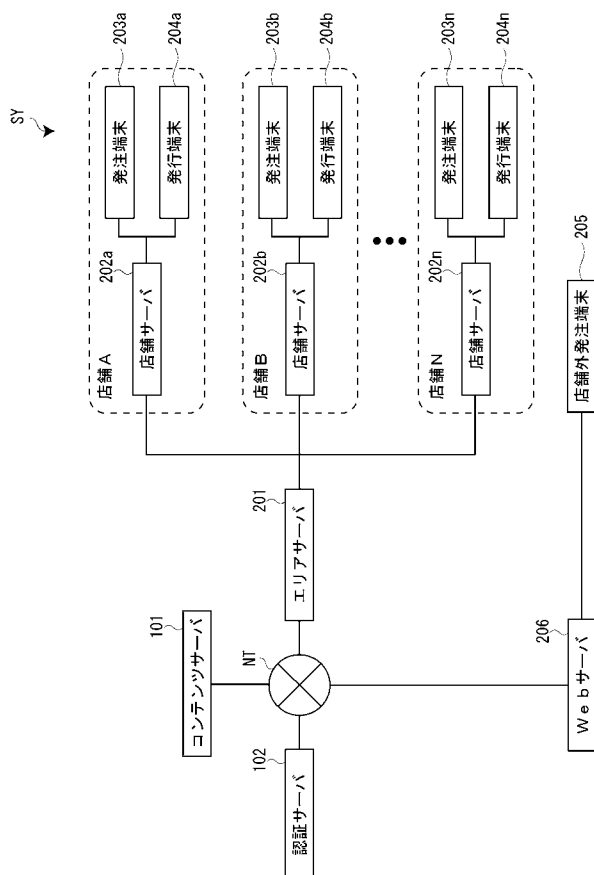 SY
店舗A
202a
店舗サーバ
203a
発注端末
204a
発行端末
店舗B
202b
店舗サーバ
203b
発注端末
204b
発行端末
店舗N
202n
店舗サーバ
203n
発注端末
204n
発行端末
101
コンテンツサーバ
NT
201
エリアサーバ
102
認証サーバ
206
Webサーバ
205
店舗外発注端末